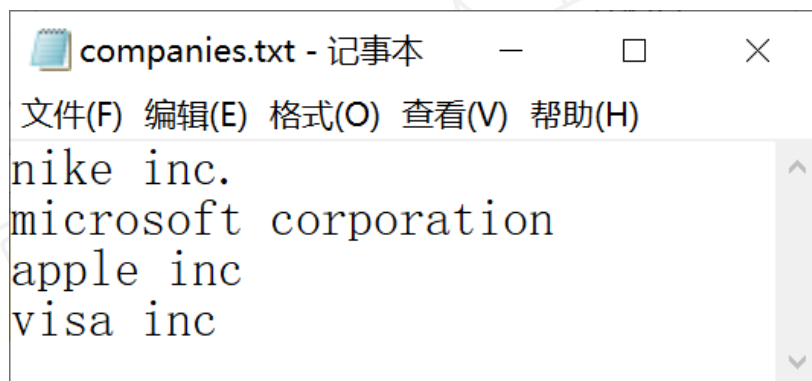 companies.txt - 记事本
文件(F) 编辑(E) 格式(O) 查看(V) 帮助(H)
nike inc.
microsoft corporation
apple inc
visa inc